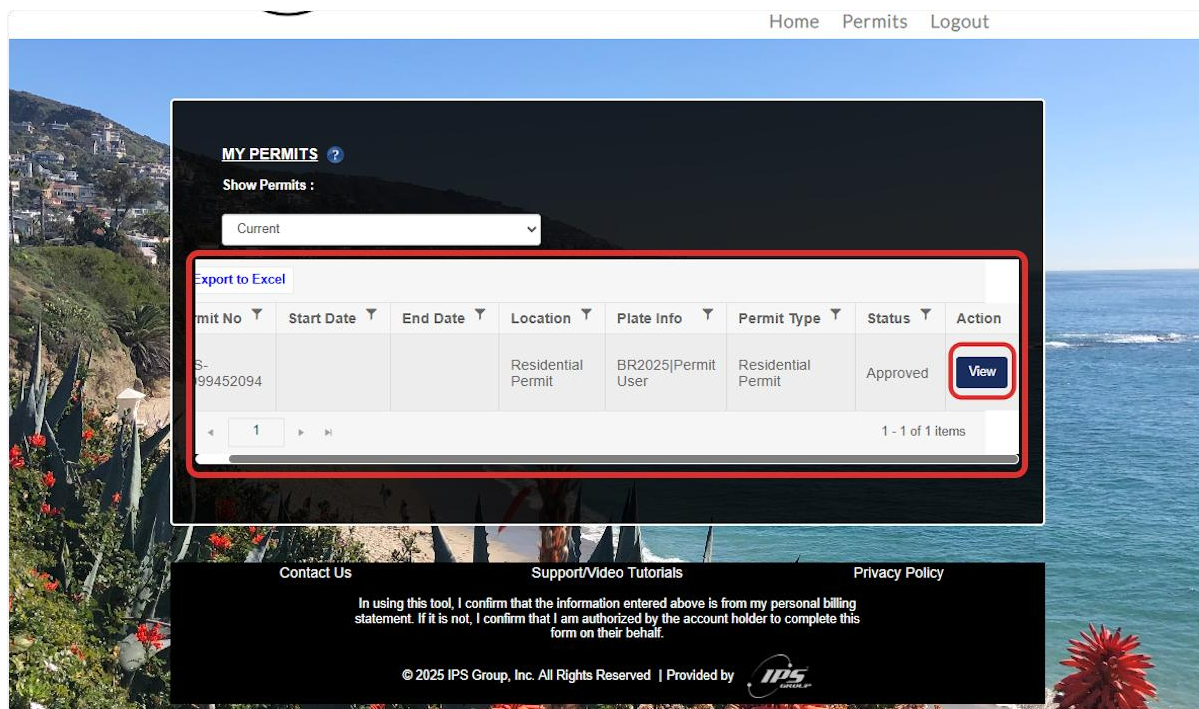 Home Permits Logout
MY PERMITS ?
Show Permits :
Current
Export to Excel
mit No Start Date End Date Location Plate Info Permit Type Status Action
S-
099452094
Residential
Permit
BR2025|Permit
User
Residential
Permit
Approved
View
1
1 - 1 of 1 items
Contact Us Support/Video Tutorials Privacy Policy
In using this tool, I confirm that the information entered above is from my personal billing
statement. If it is not, I confirm that I am authorized by the account holder to complete this
form on their behalf.
© 2025 IPS Group, Inc. All Rights Reserved | Provided by IPS
GROUP